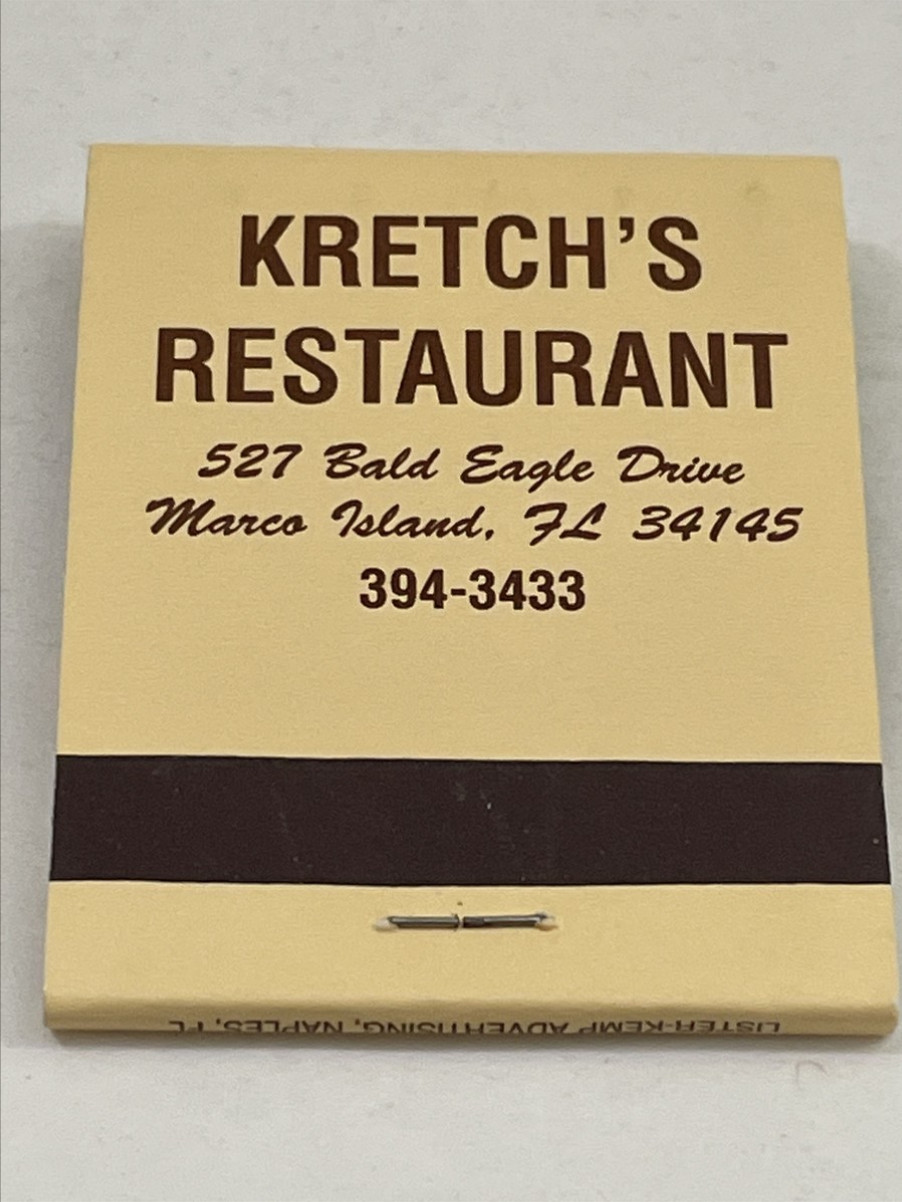 KRETCH'S
RESTAURANT
527 Bald Eagle Drive
Marco Island, FL 34145
394-3433
LISTER-KEMP ADVERTISING, NAPLES, FL